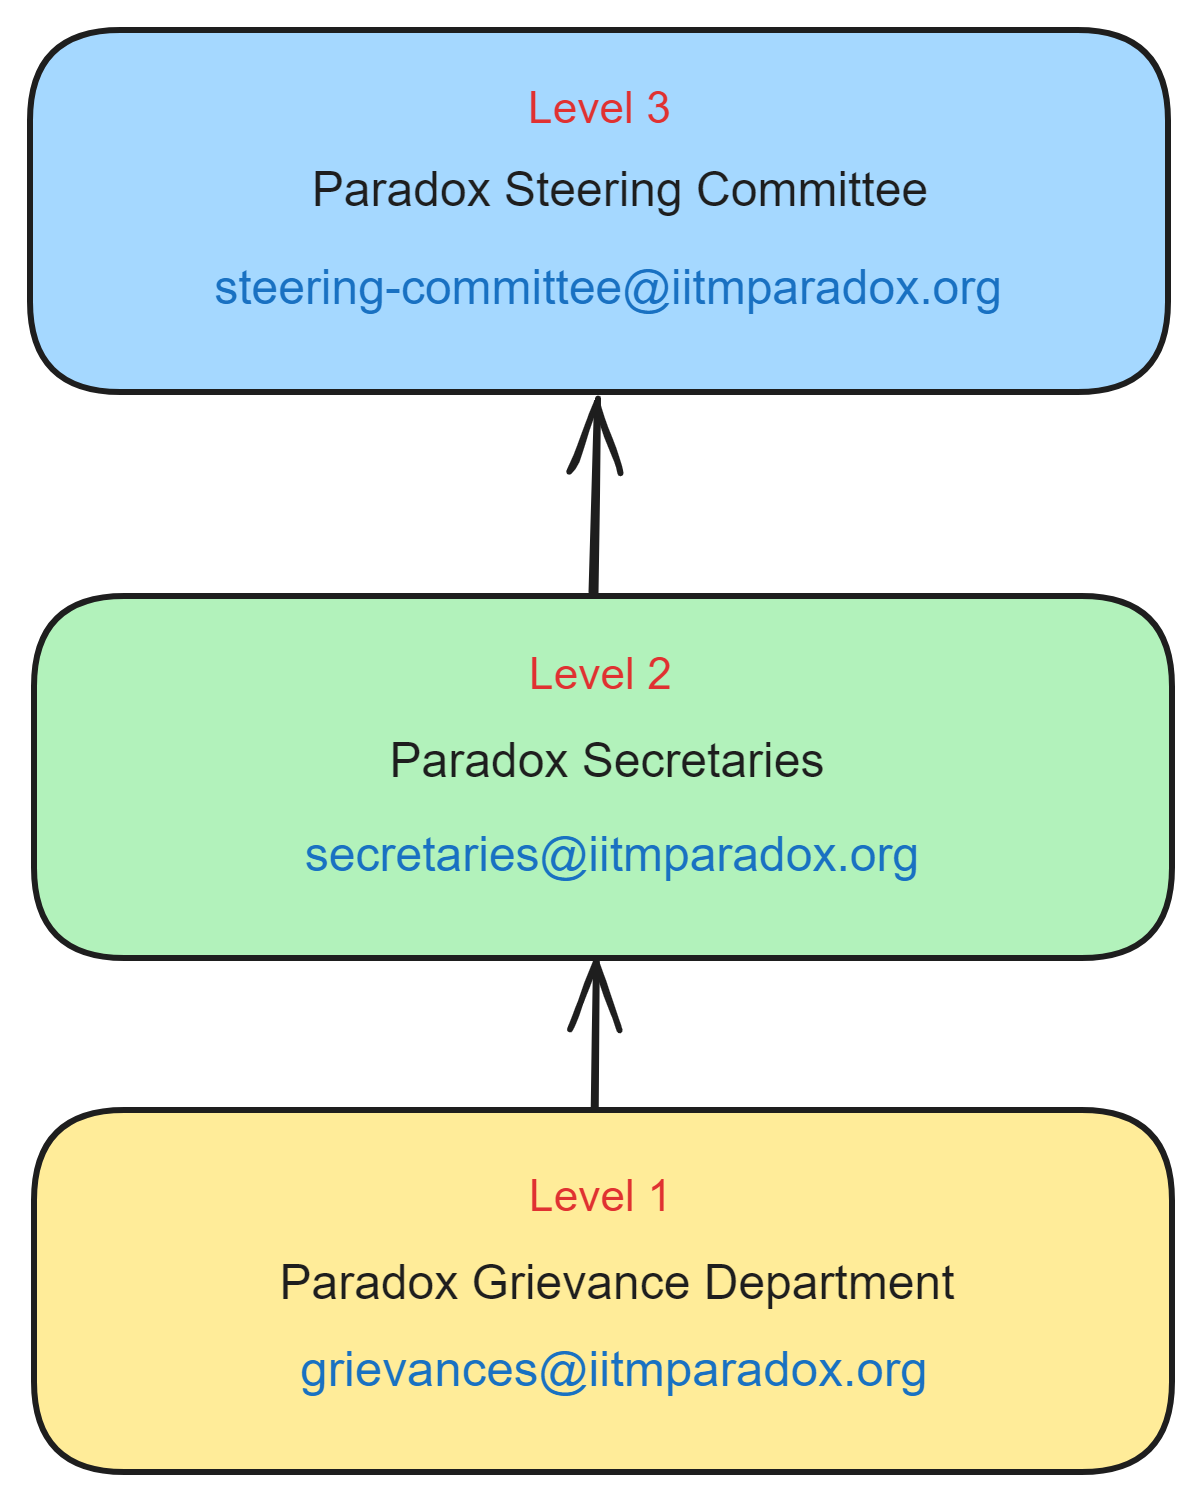 Level 3
Paradox Steering Committee
steering-committee@iitmparadox.org
Level 2
Paradox Secretaries
secretaries@iitmparadox.org
Level 1
Paradox Grievance Department
grievances@iitmparadox.org